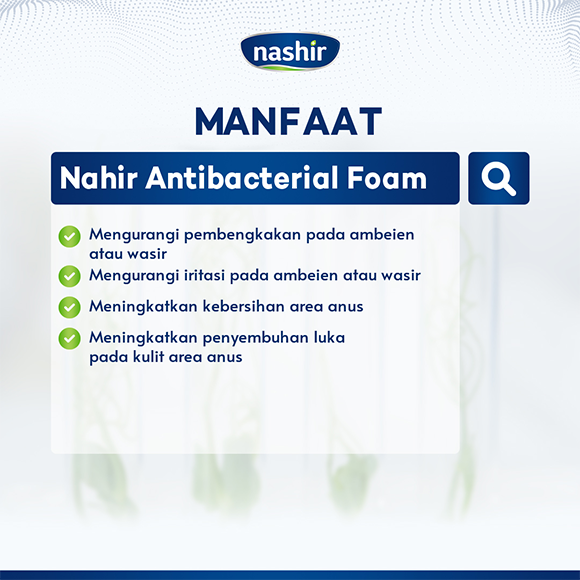 nashir
MANFAAT
Nahir Antibacterial Foam
Mengurangi pembengkakan pada ambeien
atau wasir
Mengurangi iritasi pada ambeien atau wasir
Meningkatkan kebersihan area anus
Meningkatkan penyembuhan luka
pada kulit area anus